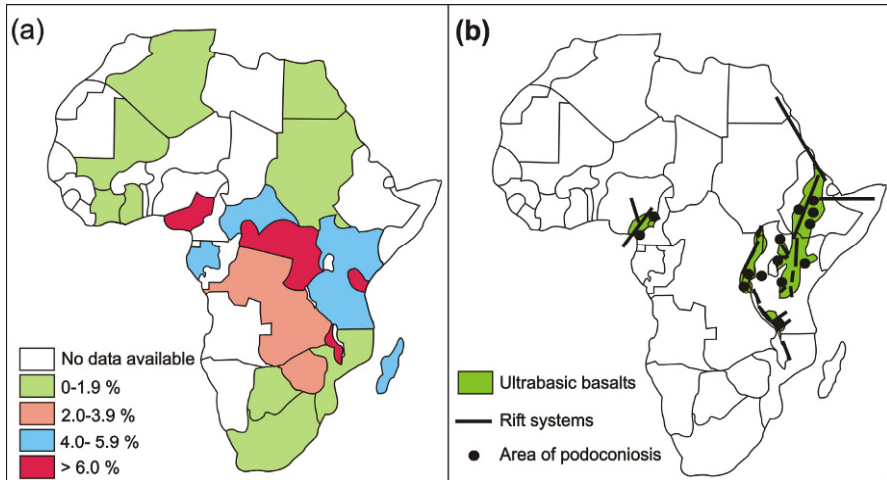 (a)
No data available
0-1.9 %
2.0-3.9 %
4.0- 5.9 %
> 6.0 %
(b)
Ultrabasic basalts
Rift systems
Area of podoconiosis